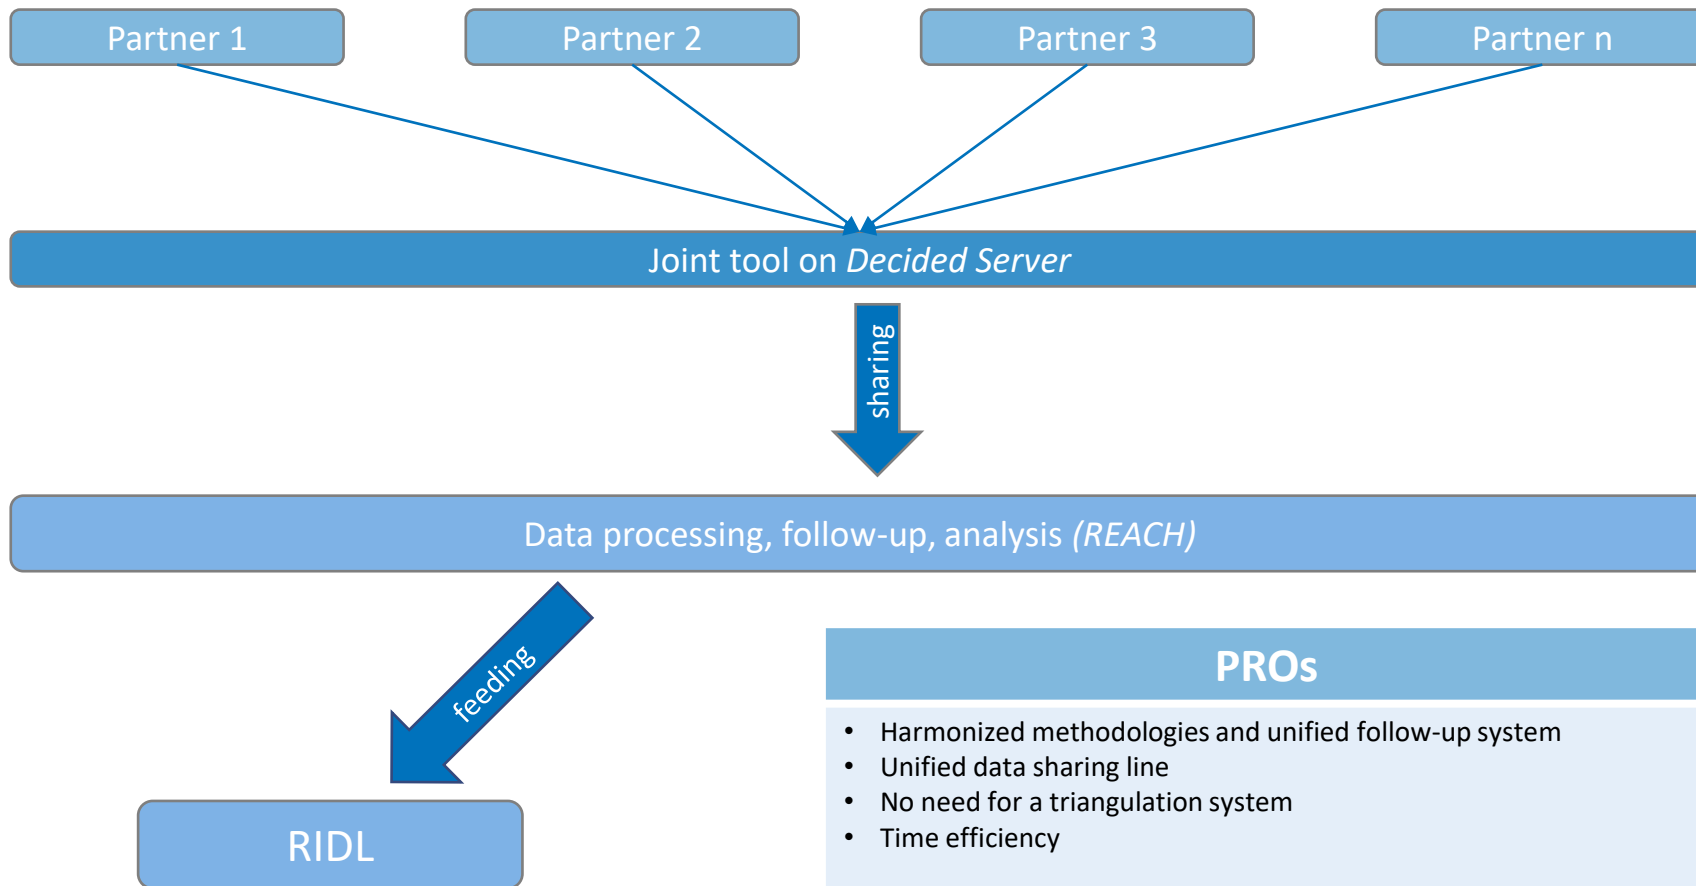 Partner 1
Partner 2
Partner 3
Partner n
Joint tool on Decided Server
sharing
Data processing, follow-up, analysis (REACH)
feeding
RIDL
PROs
• Harmonized methodologies and unified follow-up system
• Unified data sharing line
• No need for a triangulation system
• Time efficiency